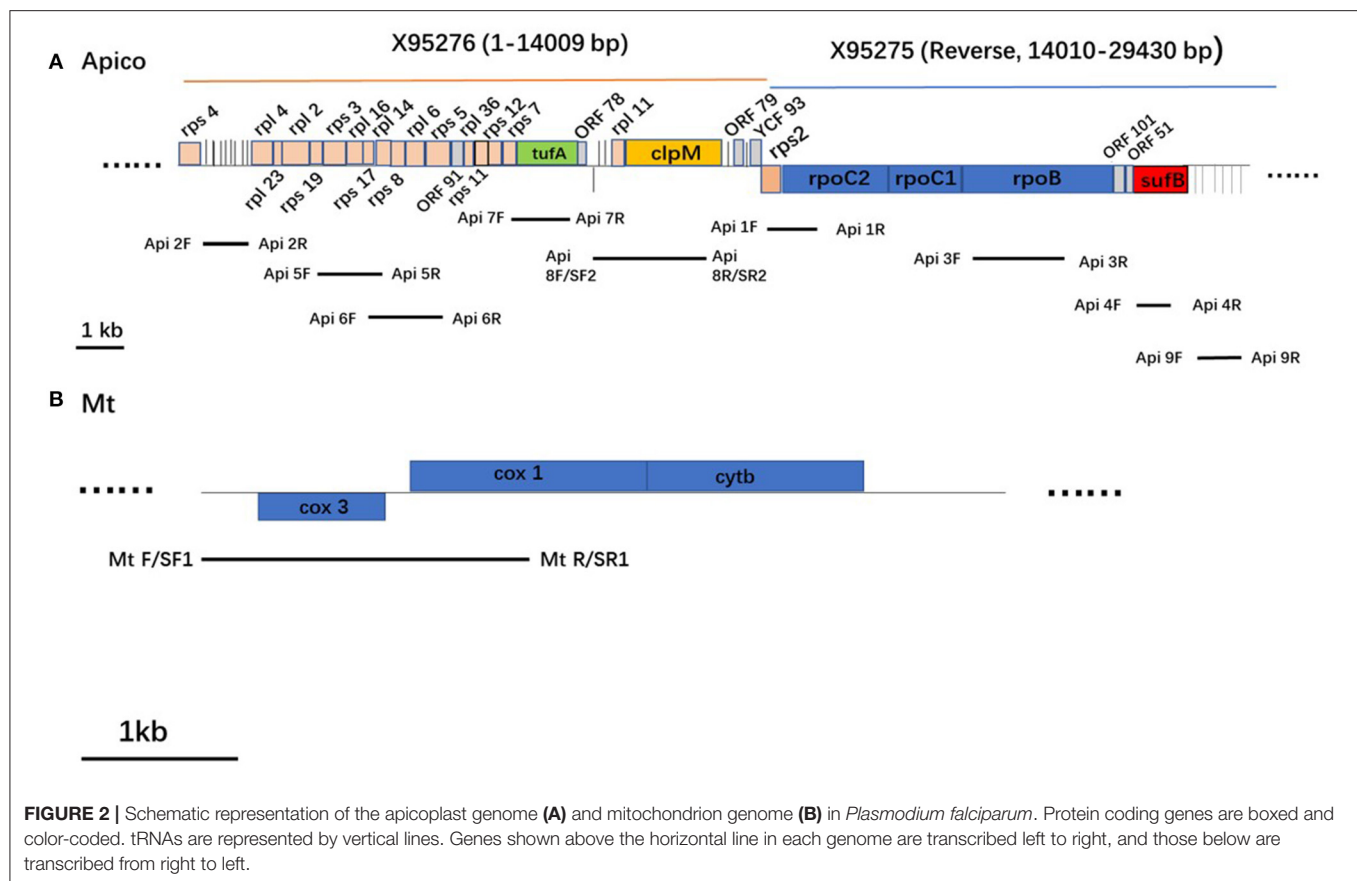 A Apico
X95276 (1-14009 bp)
X95275 (Reverse, 14010-29430 bp)
rps 4
rpl 4
rpl 2
rps 3
rpl 16
rpl 14
rpl 6
rps 5
rpl 36
rps 12
rps 7
ORF 78
rpl 11
ORF 79
YCF 93
rps2
ORF 101
ORF 51
......
tufA
clpM
rpoC2
rpoC1
rpoB
sufB
......
rpl 23
rps 19
rps 17
rps 8
ORF 91
rps 11
Api 7F
Api 7R
Api 1F
Api 1R
Api 2F
Api 2R
Api 8F/SF2
Api 8R/SR2
Api 3F
Api 3R
Api 5F
Api 5R
Api 4F
Api 4R
Api 6F
Api 6R
1 kb
Api 9F
Api 9R
B Mt
cox 1
cytb
......
......
cox 3
Mt F/SF1
Mt R/SR1
1kb
FIGURE 2 | Schematic representation of the apicoplast genome (A) and mitochondrion genome (B) in Plasmodium falciparum. Protein coding genes are boxed and
color-coded. tRNAs are represented by vertical lines. Genes shown above the horizontal line in each genome are transcribed left to right, and those below are
transcribed from right to left.